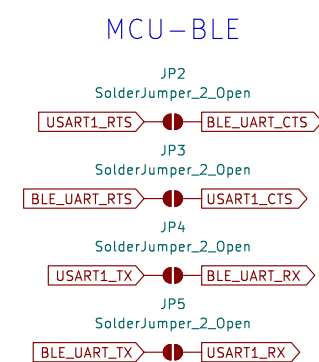 MCU-BLE
JP2
SolderJumper_2_Open
USART1_RTS BLE_UART_CTS
JP3
SolderJumper_2_Open
BLE_UART_RTS USART1_CTS
JP4
SolderJumper_2_Open
USART1_TX BLE_UART_RX
JP5
SolderJumper_2_Open
BLE_UART_TX USART1_RX